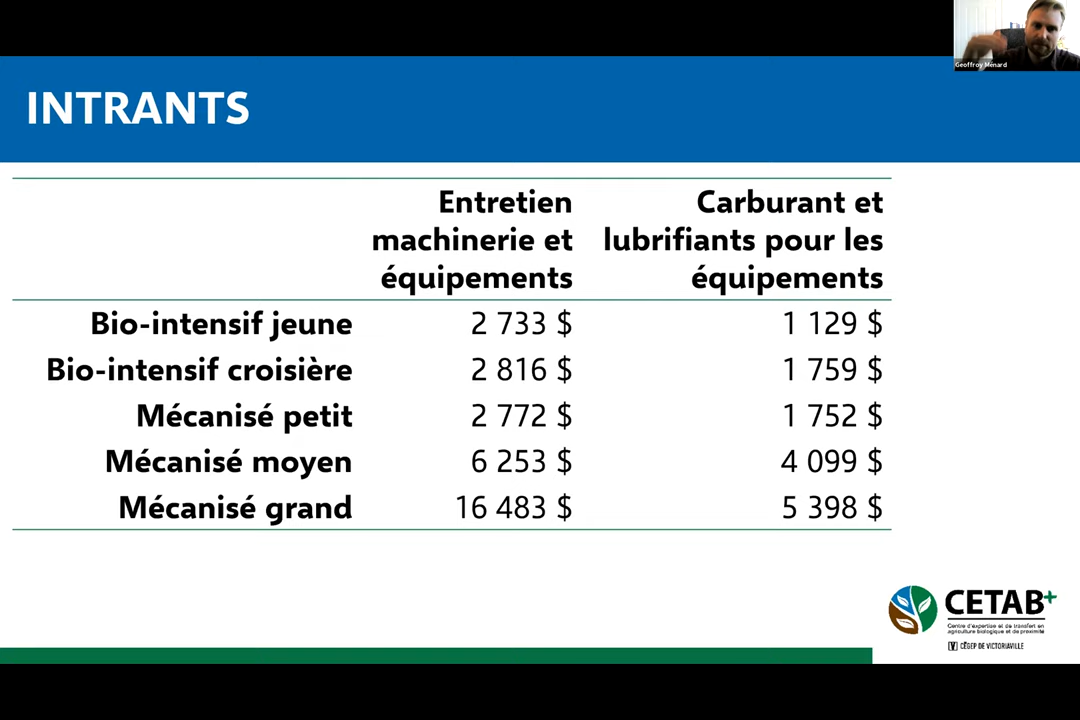 Geoffroy Ménard
INTRANTS
Entretien machinerie et équipements
Carburant et lubrifiants pour les équipements
Bio-intensif jeune 2 733 $ 1 129 $
Bio-intensif croisière 2 816 $ 1 759 $
Mécanisé petit 2 772 $ 1 752 $
Mécanisé moyen 6 253 $ 4 099 $
Mécanisé grand 16 483 $ 5 398 $
CETAB+
Centre d'expertise et de transfert en
agriculture biologique et de proximité
CÉGEP DE VICTORIAVILLE